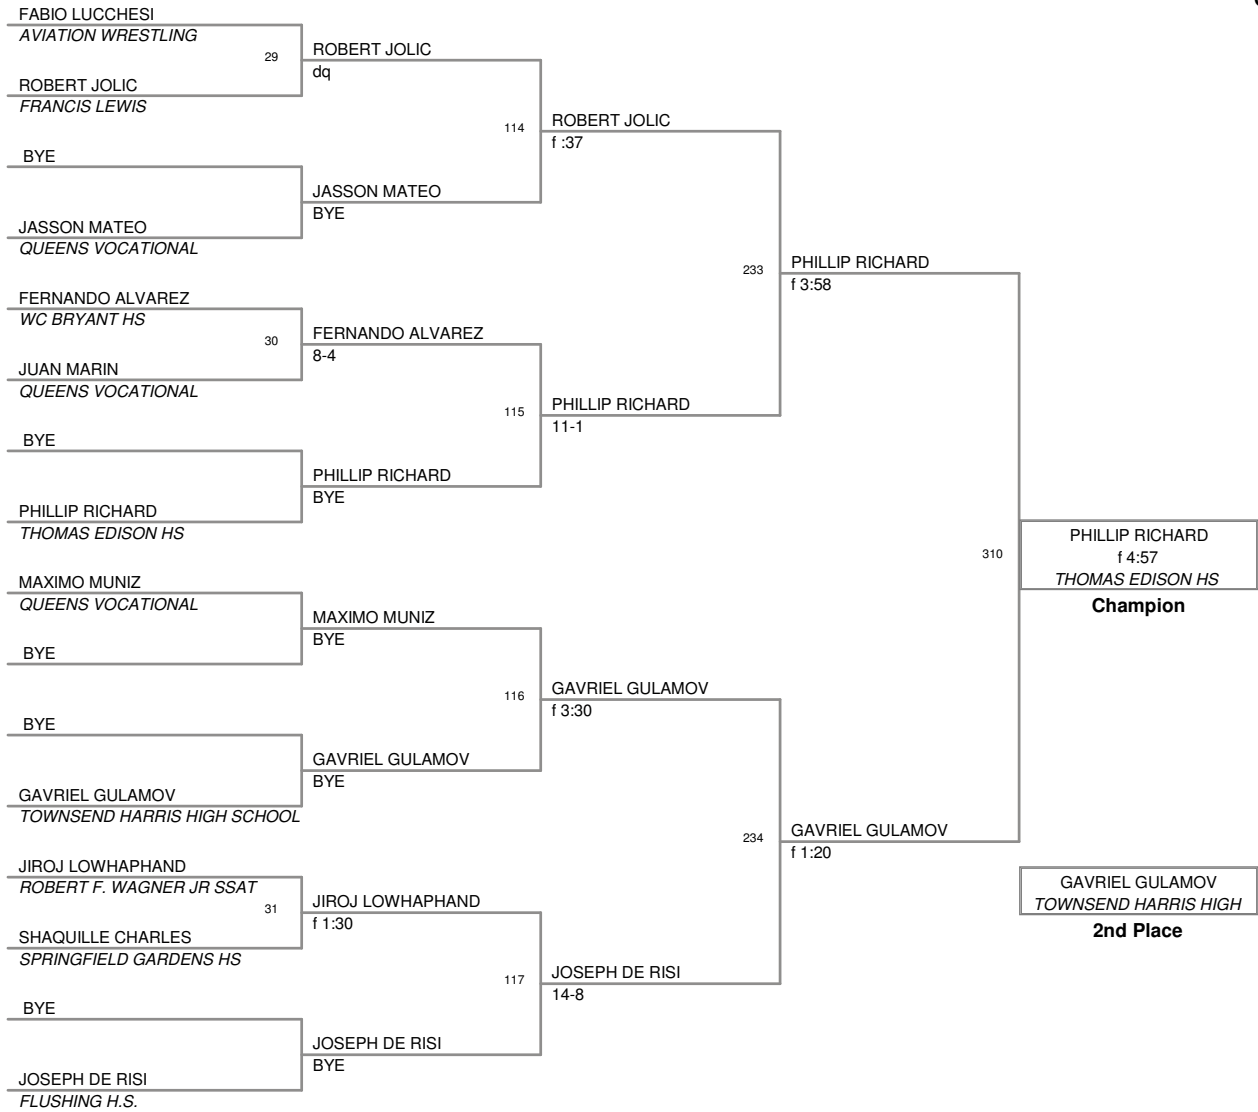 FABIO LUCCHESI
AVIATION WRESTLING
29
ROBERT JOLIC
dq
ROBERT JOLIC
FRANCIS LEWIS
114
ROBERT JOLIC
f :37
BYE
JASSON MATEO
BYE
JASSON MATEO
QUEENS VOCATIONAL
233
PHILLIP RICHARD
f 3:58
FERNANDO ALVAREZ
WC BRYANT HS
30
FERNANDO ALVAREZ
8-4
JUAN MARIN
QUEENS VOCATIONAL
115
PHILLIP RICHARD
11-1
BYE
PHILLIP RICHARD
BYE
PHILLIP RICHARD
THOMAS EDISON HS
310
PHILLIP RICHARD
f 4:57
THOMAS EDISON HS
Champion
MAXIMO MUNIZ
QUEENS VOCATIONAL
MAXIMO MUNIZ
BYE
BYE
116
GAVRIEL GULAMOV
f 3:30
BYE
GAVRIEL GULAMOV
BYE
GAVRIEL GULAMOV
TOWNSEND HARRIS HIGH SCHOOL
234
GAVRIEL GULAMOV
f 1:20
JIROJ LOWHAPHAND
ROBERT F. WAGNER JR SSAT
31
JIROJ LOWHAPHAND
f 1:30
SHAQUILLE CHARLES
SPRINGFIELD GARDENS HS
GAVRIEL GULAMOV
TOWNSEND HARRIS HIGH
2nd Place
117
JOSEPH DE RISI
14-8
BYE
JOSEPH DE RISI
BYE
JOSEPH DE RISI
FLUSHING H.S.